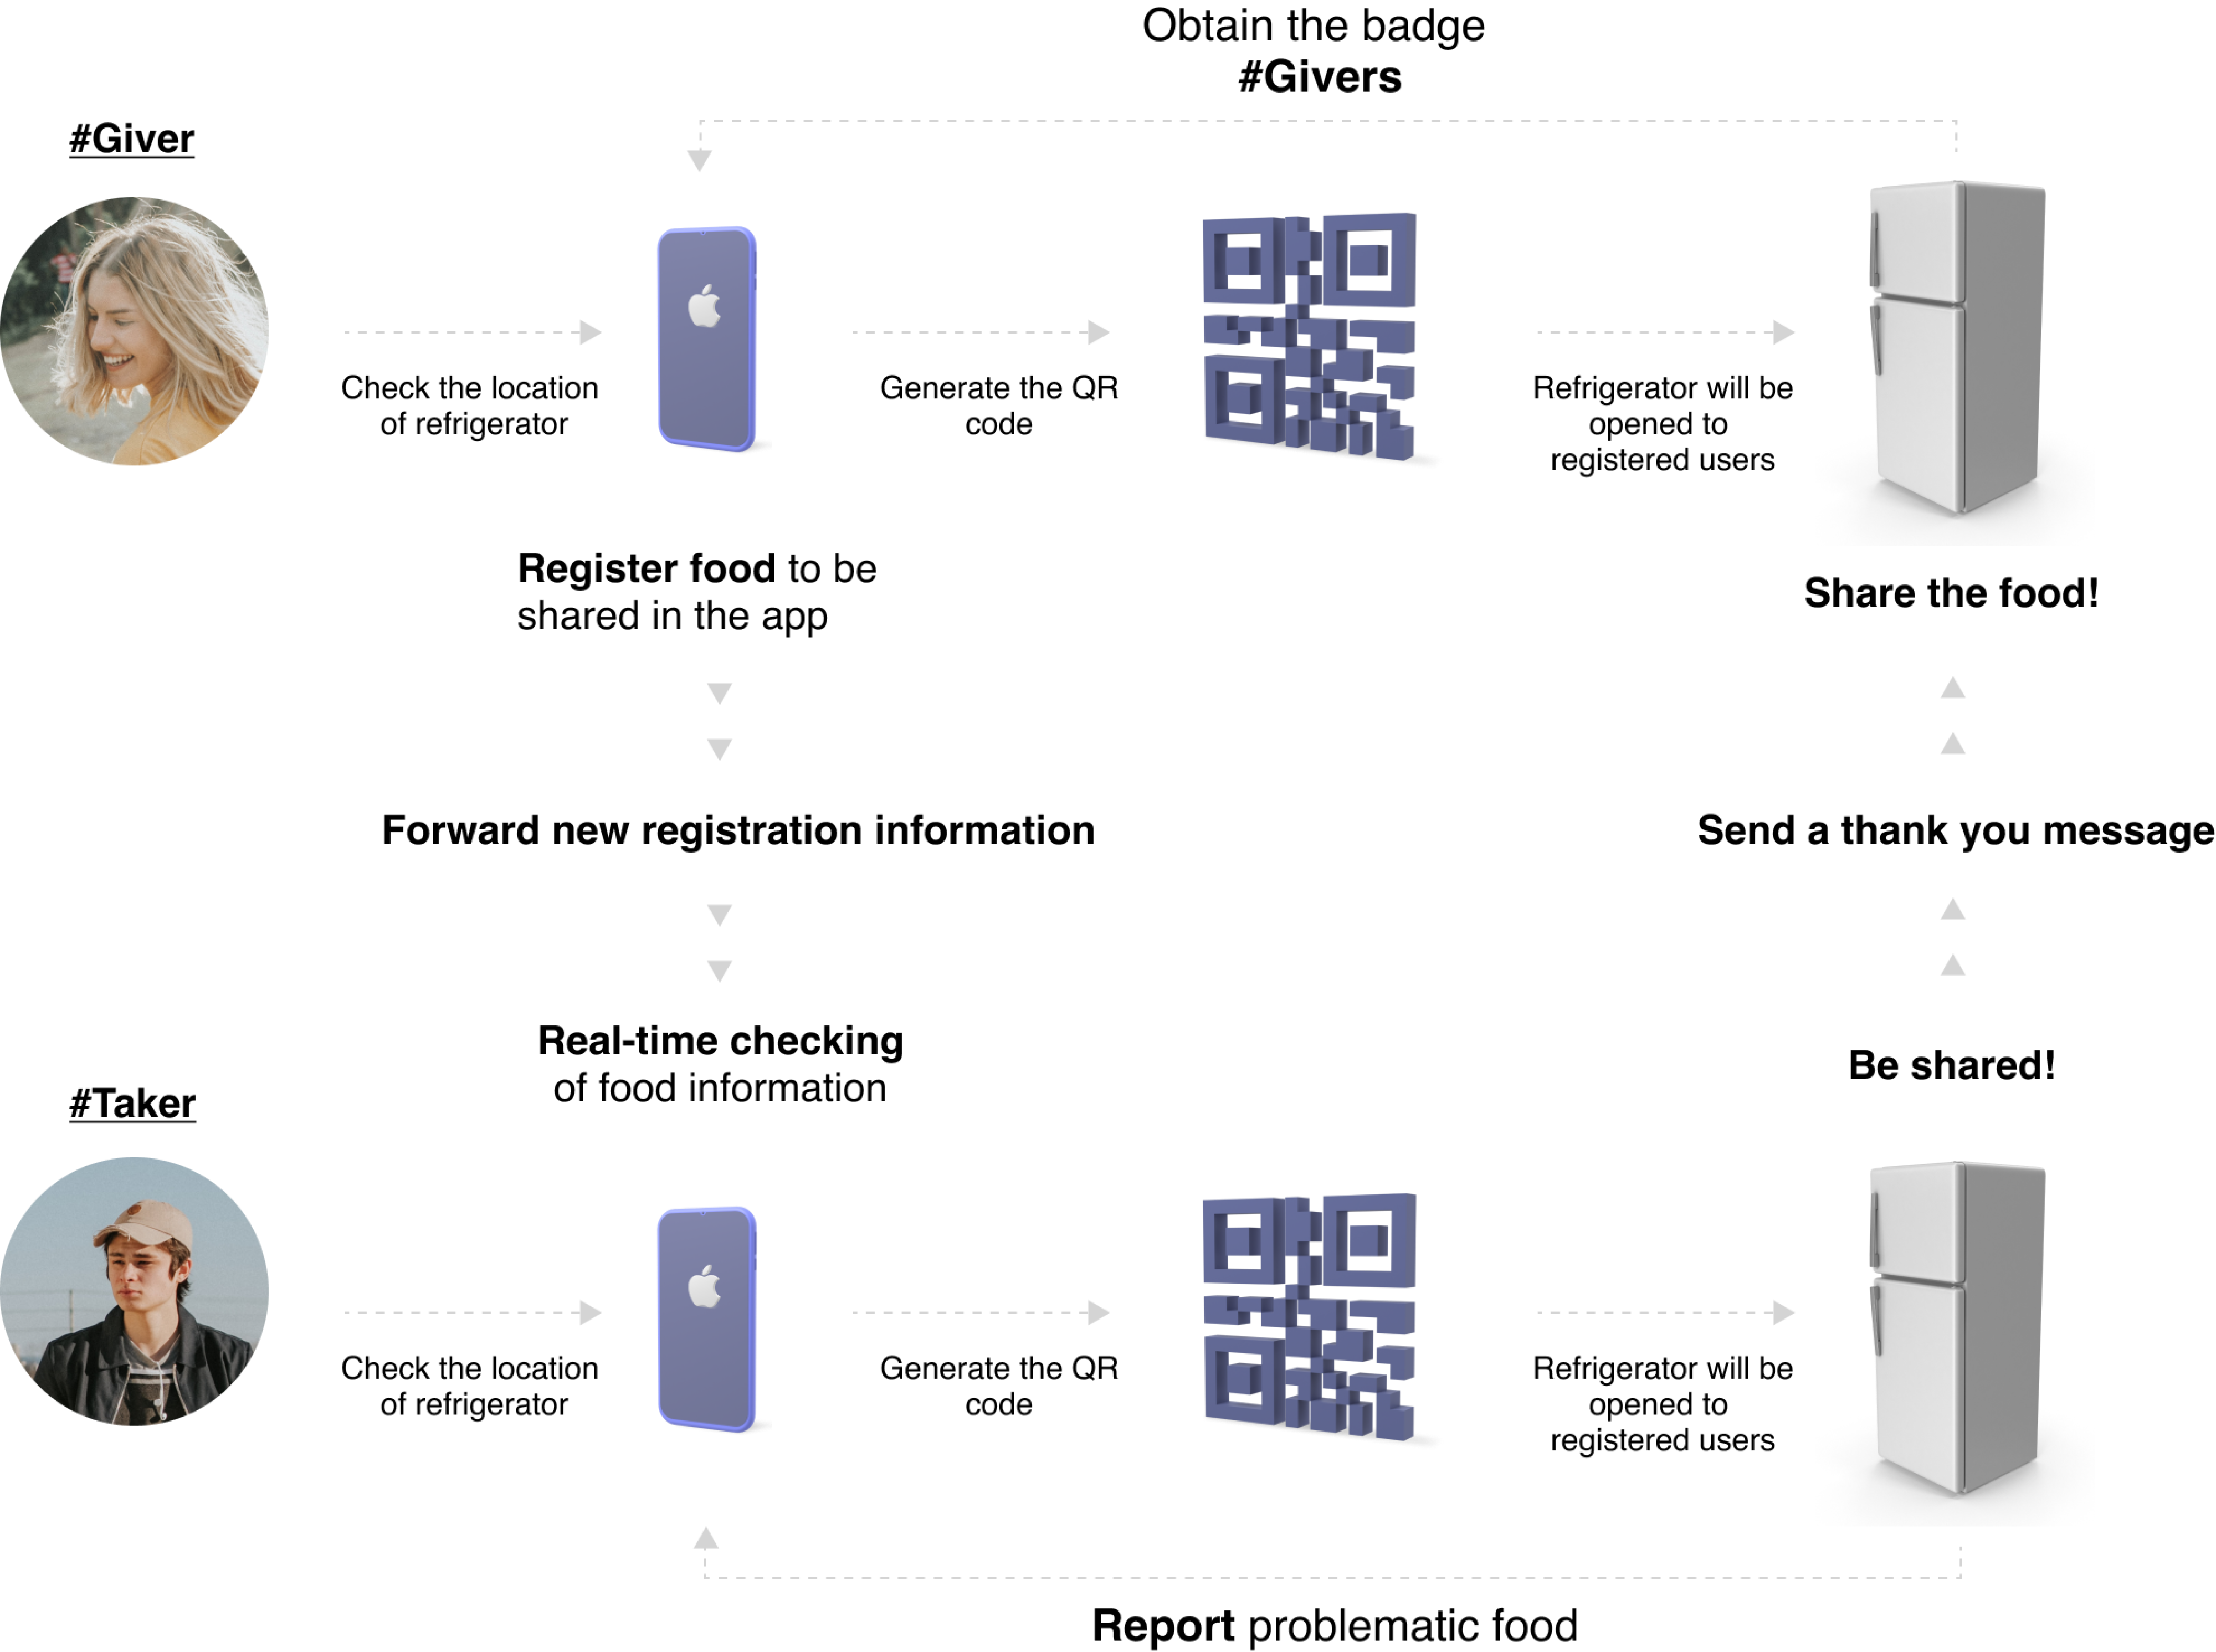 Obtain the badge
#Givers
#Giver
Check the location
of refrigerator
Generate the QR
code
Refrigerator will be
opened to
registered users
Register food to be
shared in the app
Share the food!
Forward new registration information
Send a thank you message
Real-time checking
of food information
Be shared!
#Taker
Check the location
of refrigerator
Generate the QR
code
Refrigerator will be
opened to
registered users
Report problematic food